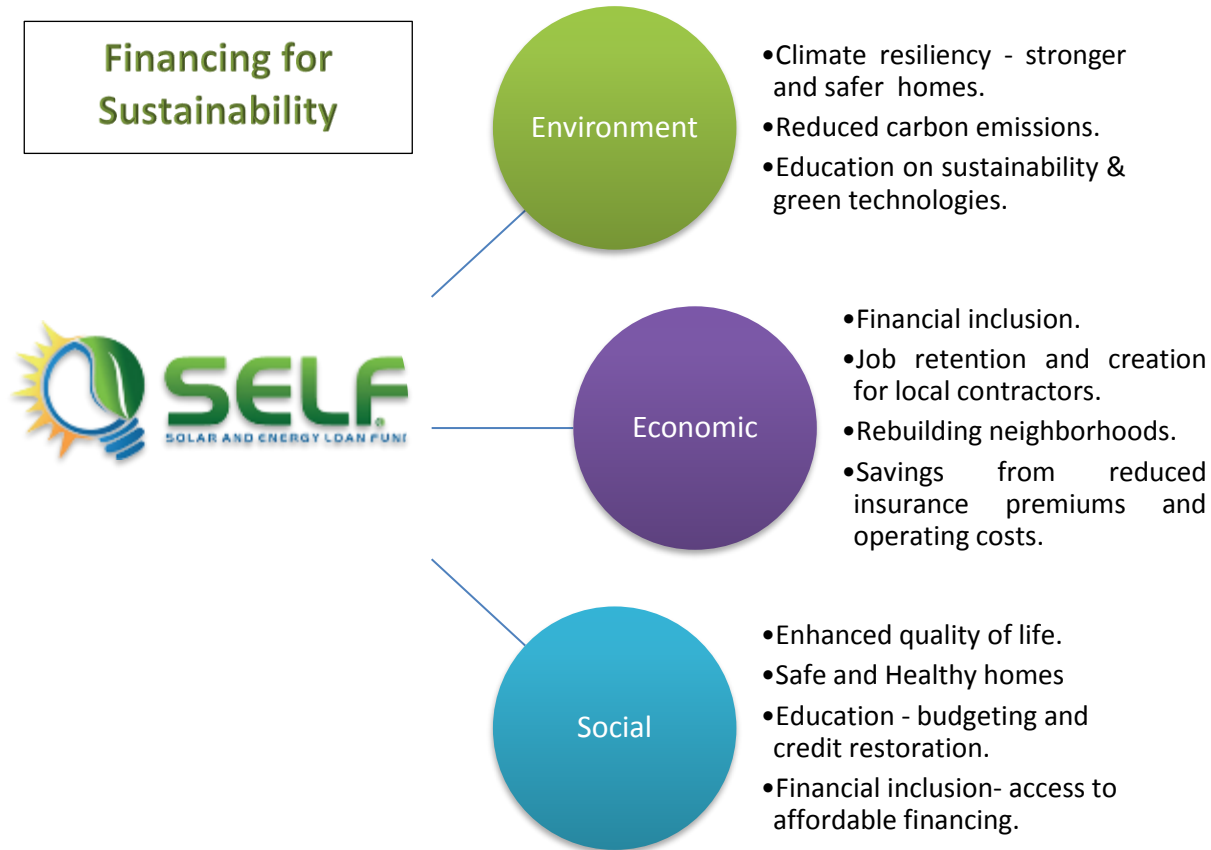 Financing for
Sustainability
Environment
•Climate resiliency - stronger
and safer homes.
•Reduced carbon emissions.
•Education on sustainability &
green technologies.
SELF
SOLAR AND ENERGY LOAN FUN
Economic
•Financial inclusion.
•Job retention and creation
for local contractors.
•Rebuilding neighborhoods.
•Savings from reduced
insurance premiums and
operating costs.
Social
•Enhanced quality of life.
•Safe and Healthy homes
•Education - budgeting and
credit restoration.
•Financial inclusion- access to
affordable financing.